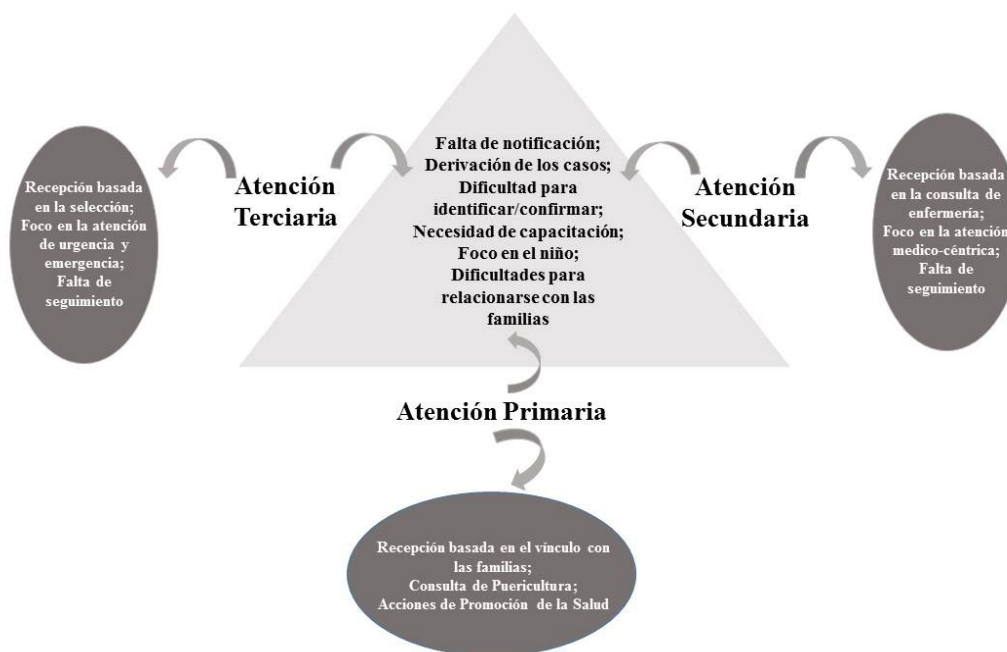 Falta de notificación;
Derivación de los casos;
Dificultad para
identificar/confirmar;
Necesidad de capacitación;
Foco en el niño;
Dificultades para
relacionarse con las
familias
Recepción basada
en la selección;
Foco en la atención
de urgencia y
emergencia;
Falta de
seguimiento
Atención
Terciaria
Atención
Secundaria
Recepción basada
en la consulta de
enfermería;
Foco en la atención
medico-céntrica;
Falta de
seguimiento
Atención Primaria
Recepción basada en el vínculo con
las familias;
Consulta de Puericultura;
Acciones de Promoción de la Salud